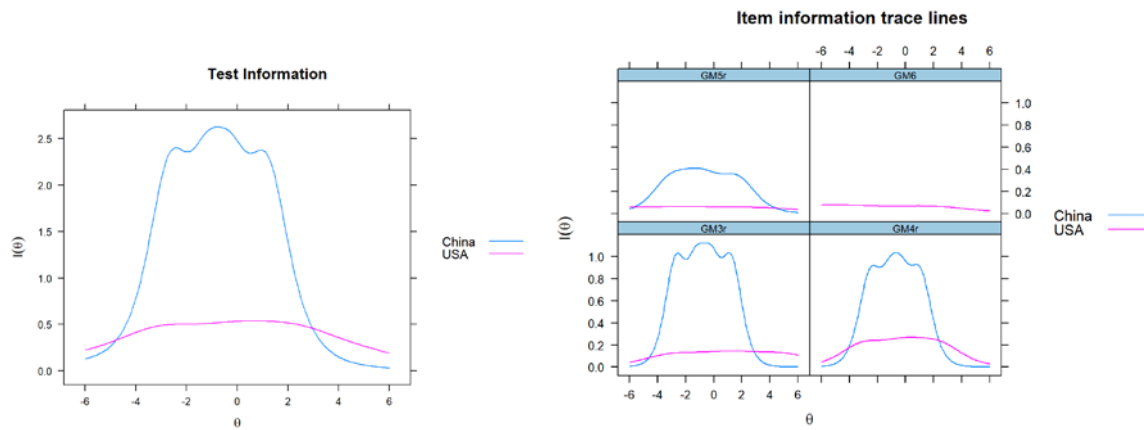 Test Information
I(θ)
2.5
2.0
1.5
1.0
0.5
0.0
-6 -4 -2 0 2 4 6
θ
China
USA
Item information trace lines
-6 -4 -2 0 2 4 6
GM5r GM6
1.0
0.8
0.6
0.4
0.2
0.0
GM3r GM4r
I(θ)
1.0
0.8
0.6
0.4
0.2
0.0
-6 -4 -2 0 2 4 6
θ
China
USA